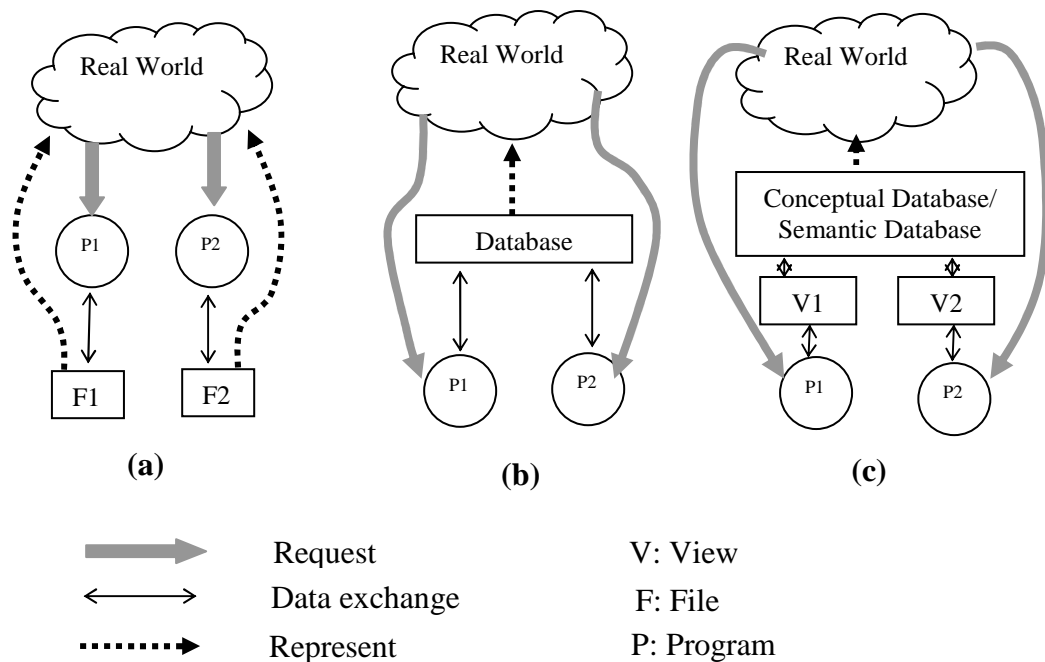 Real World
P1
P2
F1
F2
(a)
Real World
Database
P1
P2
(b)
Real World
Conceptual Database/
Semantic Database
V1
V2
P1
P2
(c)
Request
V: View
Data exchange
F: File
Represent
P: Program